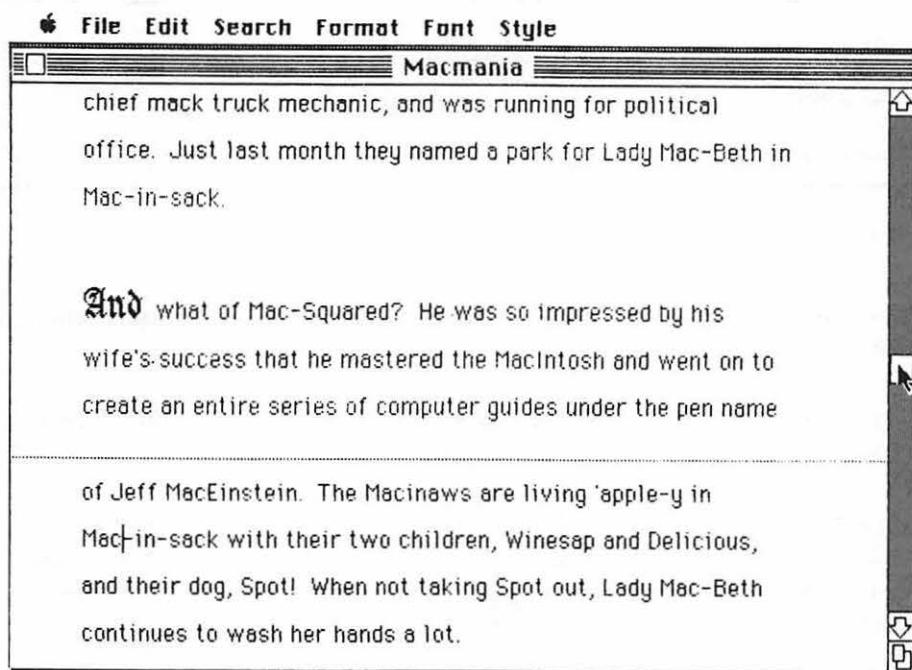 File Edit Search Format Font Style
Macmania
chief mack truck mechanic, and was running for political
office. Just last month they named a park for Lady Mac-Beth in
Mac-in-sack.
And what of Mac-Squared? He was so impressed by his
wife's success that he mastered the MacIntosh and went on to
create an entire series of computer guides under the pen name
of Jeff MacEinstein. The Macinaws are living 'apple-y in
Mac-in-sack with their two children, Winesap and Delicious,
and their dog, Spot! When not taking Spot out, Lady Mac-Beth
continues to wash her hands a lot.